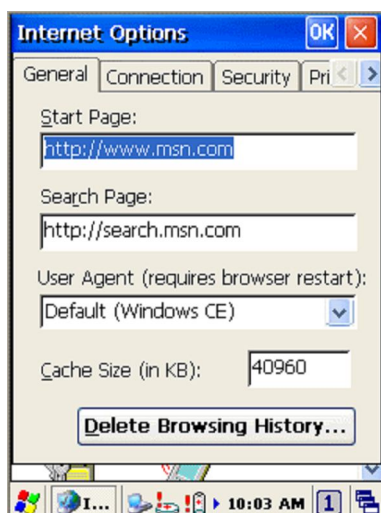 Internet Options OK
General Connection Security Pri
Start Page:
http://www.msn.com
Search Page:
http://search.msn.com
User Agent (requires browser restart):
Default (Windows CE)
Cache Size (in KB): 40960
Delete Browsing History...
I... 10:03 AM 1